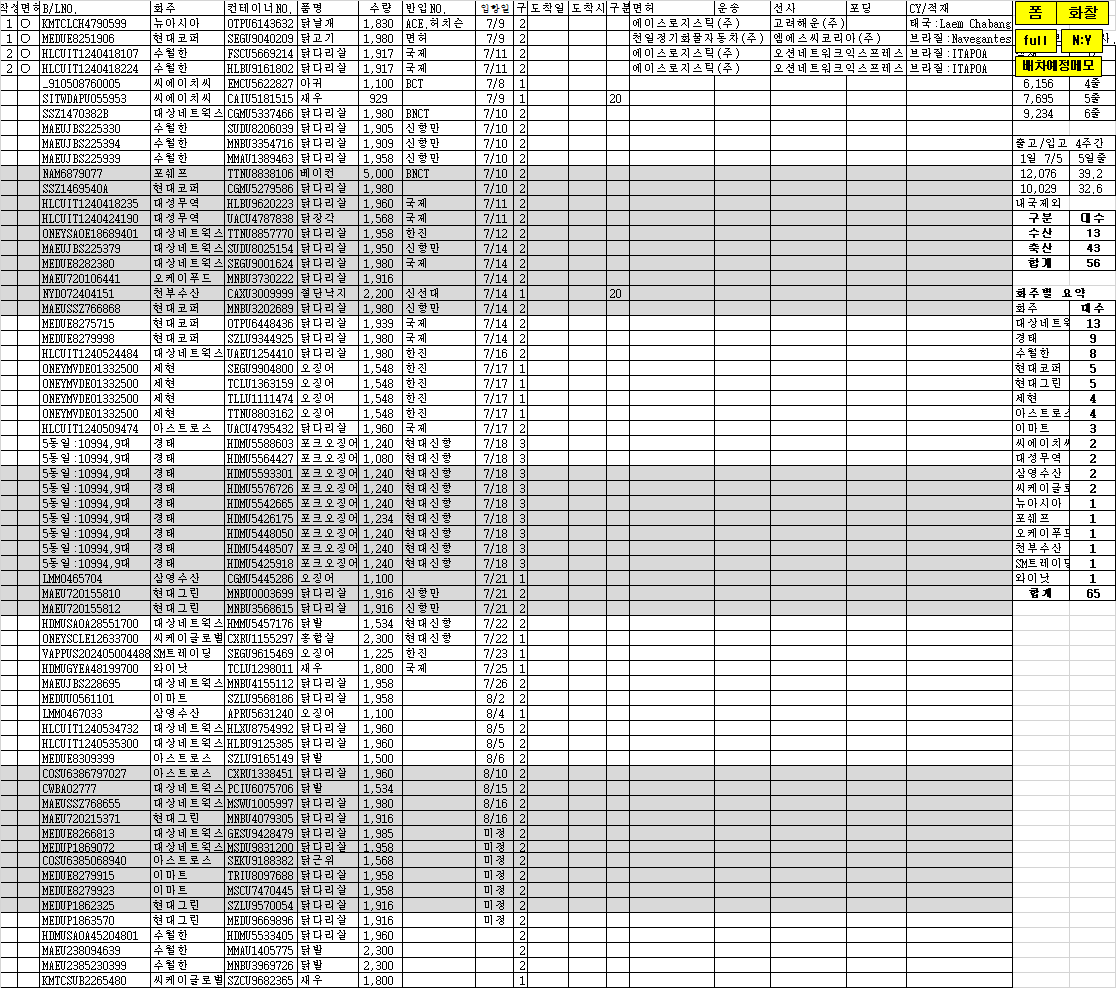 작성 면허 B/LNO. 화주 컨테이너NO. 품명 수량 반입NO. 입항일 구 도착일 도착시 구분 면허 운송 선사 포딩 CY/적재 폼 화찰
1 O KMTCLCH4790599 뉴아시아 OTPU6143632 닭날개 1,830 ACE.허치슨 7/9 2 에이스로지스틱(주) 고려해운(주) 태국:Laem Chabang
1 O MEDUE8251906 현대코퍼 SEGU9040209 닭고기 1,980 면허 7/9 2 천일정기화물자동차(주) 엠에스씨코리아(주) 브라질:Navegantes full N:Y
2 O HLCUIT1240418107 수월한 FSCU5669214 닭다리살 1,917 국제 7/11 2 에이스로지스틱(주) 오션네트워크익스프레스 브라질:ITAPOA
2 O HLCUIT1240418224 수월한 HLBU9161802 닭다리살 1,917 국제 7/11 2 에이스로지스틱(주) 오션네트워크익스프레스 브라질:ITAPOA 배차예정메모
_910508760005 씨에이치씨 EMCU5622827 아귀 1,100 BCT 7/8 1 6,156 4줄
SITWDAPU055953 씨에이치씨 CAIU5181515 새우 929 7/9 1 20 7,695 5줄
SSZ1470382B 대상네트웍스 CGMU5337466 닭다리살 1,980 BNCT 7/10 2 9,234 6줄
MAEUJBS225330 수월한 SUDU8206039 닭다리살 1,905 신항만 7/10 2
MAEUJBS225394 수월한 MNBU3354716 닭다리살 1,909 신항만 7/10 2 출고/입고 4주간
MAEUJBS225939 수월한 MMAU1389463 닭다리살 1,958 신항만 7/10 2 1일 7/5 5일줄
NAM6879077 포쉐프 TTNU8838106 베이컨 5,000 BNCT 7/10 2 12,076 39.2
SSZ1469540A 현대코퍼 CGMU5279586 닭다리살 1,980 7/10 2 10,029 32.6
HLCUIT1240418235 대성무역 HLBU9620223 닭다리살 1,960 국제 7/11 2 내국제외
HLCUIT1240424190 대성무역 UACU4787838 닭장각 1,568 국제 7/11 2 구분 대수
ONEYSAOE18689401 대상네트웍스 TTNU8857770 닭다리살 1,958 한진 7/12 2 수산 13
MAEUJBS225379 대상네트웍스 SUDU8025154 닭다리살 1,950 신항만 7/14 2 축산 43
MEDUE8282380 대상네트웍스 SEGU9001624 닭다리살 1,980 국제 7/14 2 합계 56
MAEU720106441 오케이푸드 MNBU3730222 닭다리살 1,916 7/14 2
NYD072404151 천부수산 CAXU3009999 절단낙지 2,200 신선대 7/14 1 20 화주별 요약
MAEUSSZ766868 현대코퍼 MNBU3202689 닭다리살 1,980 신항만 7/14 2 화주 대수
MEDUE8275715 현대코퍼 OTPU6448436 닭다리살 1,939 국제 7/14 2 대상네트웍 13
MEDUE8279998 현대코퍼 SZLU9344925 닭다리살 1,980 국제 7/14 2 경태 9
HLCUIT1240524484 대상네트웍스 UAEU1254410 닭다리살 1,980 한진 7/16 2 수월한 8
ONEYMVDE01332500 세현 SEGU9904800 오징어 1,548 한진 7/17 1 현대코퍼 5
ONEYMVDE01332500 세현 TCLU1363159 오징어 1,548 한진 7/17 1 현대그린 5
ONEYMVDE01332500 세현 TLLU1111474 오징어 1,548 한진 7/17 1 세현 4
ONEYMVDE01332500 세현 TTNU8803162 오징어 1,548 한진 7/17 1 아스트로스 4
HLCUIT1240509474 아스트로스 UACU4795432 닭다리살 1,960 국제 7/17 2 이마트 3
5동일:10994,9대 경태 HDMU5588603 포크오징어 1,240 현대신항 7/18 3 씨에이치씨 2
5동일:10994,9대 경태 HDMU5564427 포크오징어 1,080 현대신항 7/18 3 대성무역 2
5동일:10994,9대 경태 HDMU5593301 포크오징어 1,240 현대신항 7/18 3 삼영수산 2
5동일:10994,9대 경태 HDMU5576726 포크오징어 1,240 현대신항 7/18 3 씨케이글로 2
5동일:10994,9대 경태 HDMU5542665 포크오징어 1,240 현대신항 7/18 3 뉴아시아 1
5동일:10994,9대 경태 HDMU5426175 포크오징어 1,234 현대신항 7/18 3 포쉐프 1
5동일:10994,9대 경태 HDMU5448050 포크오징어 1,240 현대신항 7/18 3 오케이푸드 1
5동일:10994,9대 경태 HDMU5448507 포크오징어 1,240 현대신항 7/18 3 천부수산 1
5동일:10994,9대 경태 HDMU5425918 포크오징어 1,240 현대신항 7/18 3 SM트레이딩 1
LMM0465704 삼영수산 CGMU5445286 오징어 1,100 7/21 1 와이낫 1
MAEU720155810 현대그린 MNBU0003699 닭다리살 1,916 신항만 7/21 2 합계 65
MAEU720155812 현대그린 MNBU3568615 닭다리살 1,916 신항만 7/21 2
HDMUSAOA28551700 대상네트웍스 HMMU5457176 닭발 1,534 현대신항 7/22 2
ONEYSCLE12633700 씨케이글로벌 CXRU1155297 홍합살 2,300 현대신항 7/22 1
VAPPUS202405004488 SM트레이딩 SEGU9615469 오징어 1,225 한진 7/23 1
HDMUGYEA48199700 와이낫 TCLU1298011 새우 1,800 국제 7/25 1
MAEUJBS228695 대상네트웍스 MNBU4155112 닭다리살 1,958 7/26 2
MEDUU0561101 이마트 SZLU9568186 닭다리살 1,958 8/2 2
LMM0467033 삼영수산 APRU5631240 오징어 1,100 8/4 1
HLCUIT1240534732 대상네트웍스 HLXU8754992 닭다리살 1,960 8/5 2
HLCUIT1240535300 대상네트웍스 HLBU9125385 닭다리살 1,960 8/5 2
MEDUE8309399 아스트로스 SZLU9165149 닭발 1,500 8/6 2
COSU6386797027 아스트로스 CXRU1338451 닭다리살 1,960 8/10 2
CWBA02777 대상네트웍스 PCIU6075706 닭발 1,534 8/15 2
MAEUSSZ768655 대상네트웍스 MSWU1005997 닭다리살 1,980 8/16 2
MAEU720215371 현대그린 MNBU4079305 닭다리살 1,916 8/16 2
MEDUE8266813 대상네트웍스 GESU9428479 닭다리살 1,985 미정 2
MEDUP1869072 대상네트웍스 MSDU9831200 닭다리살 1,958 미정 2
COSU6385068940 아스트로스 SEKU9188382 닭근위 1,568 미정 2
MEDUE8279915 이마트 TRIU8097688 닭다리살 1,958 미정 2
MEDUE8279923 이마트 MSCU7470445 닭다리살 1,958 미정 2
MEDUP1862325 현대그린 SZLU9570054 닭다리살 1,916 미정 2
MEDUP1863570 현대그린 MEDU9669896 닭다리살 1,916 미정 2
HDMUSAOA45204801 수월한 HDMU5533405 닭다리살 1,960 2
MAEU238094639 수월한 MMAU1405775 닭발 2,300 2
MAEU2385230399 수월한 MNBU3969726 닭발 2,300 2
KMTCSUB2265480 씨케이글로벌 SZCU9682365 새우 1,800 1